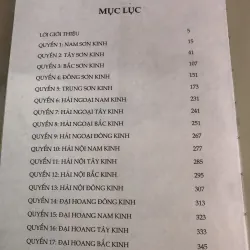 MỤC LỤC
LỜI GIỚI THIỆU 5
QUYỂN 1: NAM SƠN KINH 15
QUYỂN 2: TÂY SƠN KINH 41
QUYỂN 3: BẮC SƠN KINH 107
QUYỂN 4: ĐÔNG SƠN KINH 151
QUYỂN 5: TRUNG SƠN KINH 173
QUYỂN 6: HẢI NGOẠI NAM KINH 231
QUYỂN 7: HẢI NGOẠI TÂY KINH 241
QUYỂN 8: HẢI NGOẠI BẮC KINH 251
QUYỂN 9: HẢI NGOẠI ĐÔNG KINH 267
QUYỂN 10: HẢI NỘI NAM KINH 277
QUYỂN 11: HẢI NỘI TÂY KINH 285
QUYỂN 12: HẢI NỘI BẮC KINH 295
QUYỂN 13: HẢI NỘI ĐÔNG KINH 307
QUYỂN 14: ĐẠI HOANG ĐÔNG KINH 313
QUYỂN 15: ĐẠI HOANG NAM KINH 323
QUYỂN 16: ĐẠI HOANG TÂY KINH 333
QUYỂN 17: ĐẠI HOANG BẮC KINH 345